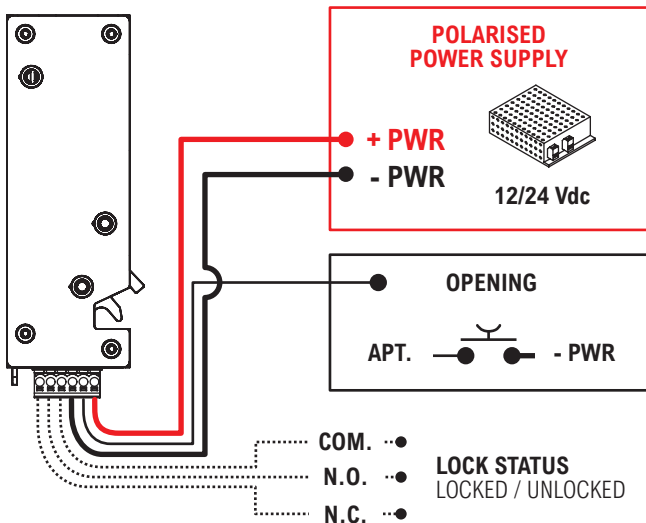 POLARISED
POWER SUPPLY
+ PWR
- PWR
12/24 Vdc
OPENING
APT.
- PWR
COM.
N.O.
N.C.
LOCK STATUS
LOCKED / UNLOCKED